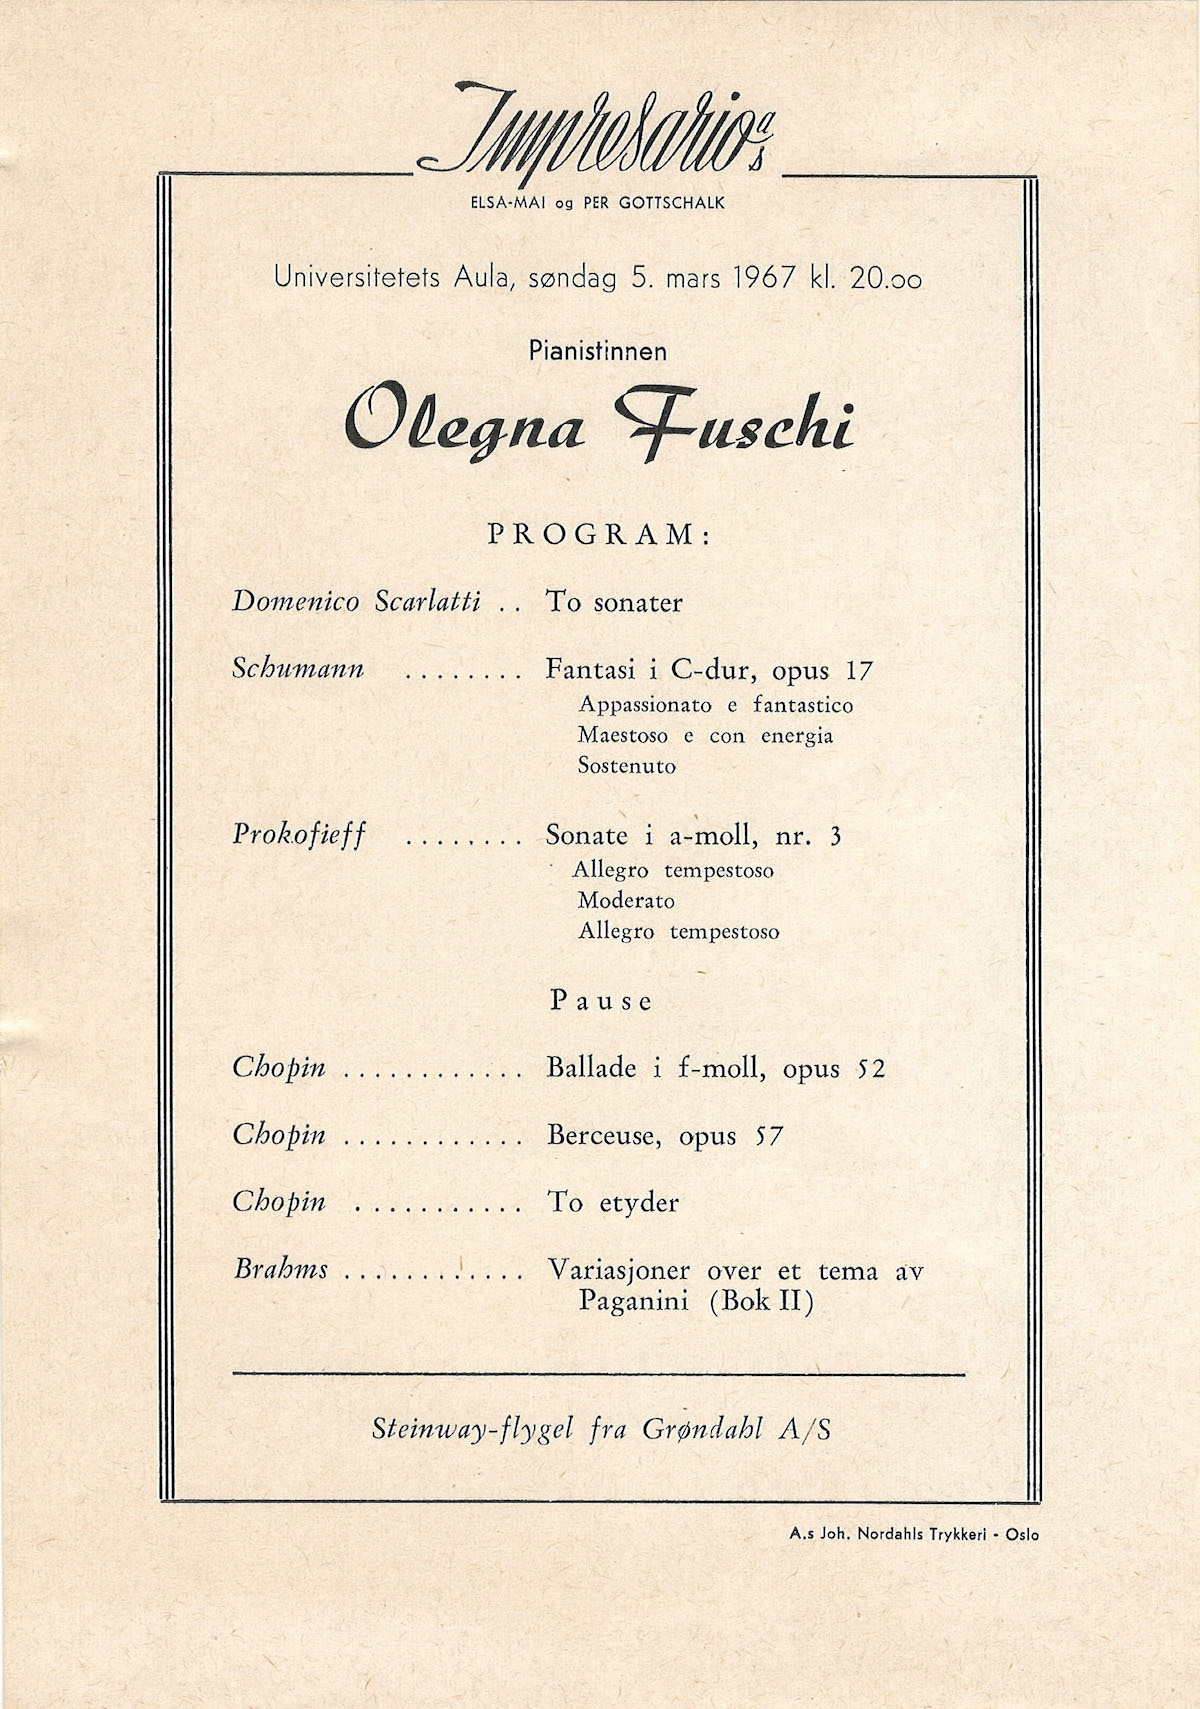 Impresario a/s
ELSA-MAI og PER GOTTSCHALK
Universitetets Aula, søndag 5. mars 1967 kl. 20.oo
Pianistinnen
Olegna Fuschi
PROGRAM:
Domenico Scarlatti .. To sonater
Schumann ........ Fantasi i C-dur, opus 17
Appassionato e fantastico
Maestoso e con energia
Sostenuto
Prokofieff ........ Sonate i a-moll, nr. 3
Allegro tempestoso
Moderato
Allegro tempestoso
Pause
Chopin ............ Ballade i f-moll, opus 52
Chopin ............ Berceuse, opus 57
Chopin ........... To etyder
Brahms ............ Variasjoner over et tema av
Paganini (Bok II)
Steinway-flygel fra Grøndahl A/S
A.s Joh. Nordahls Trykkeri - Oslo